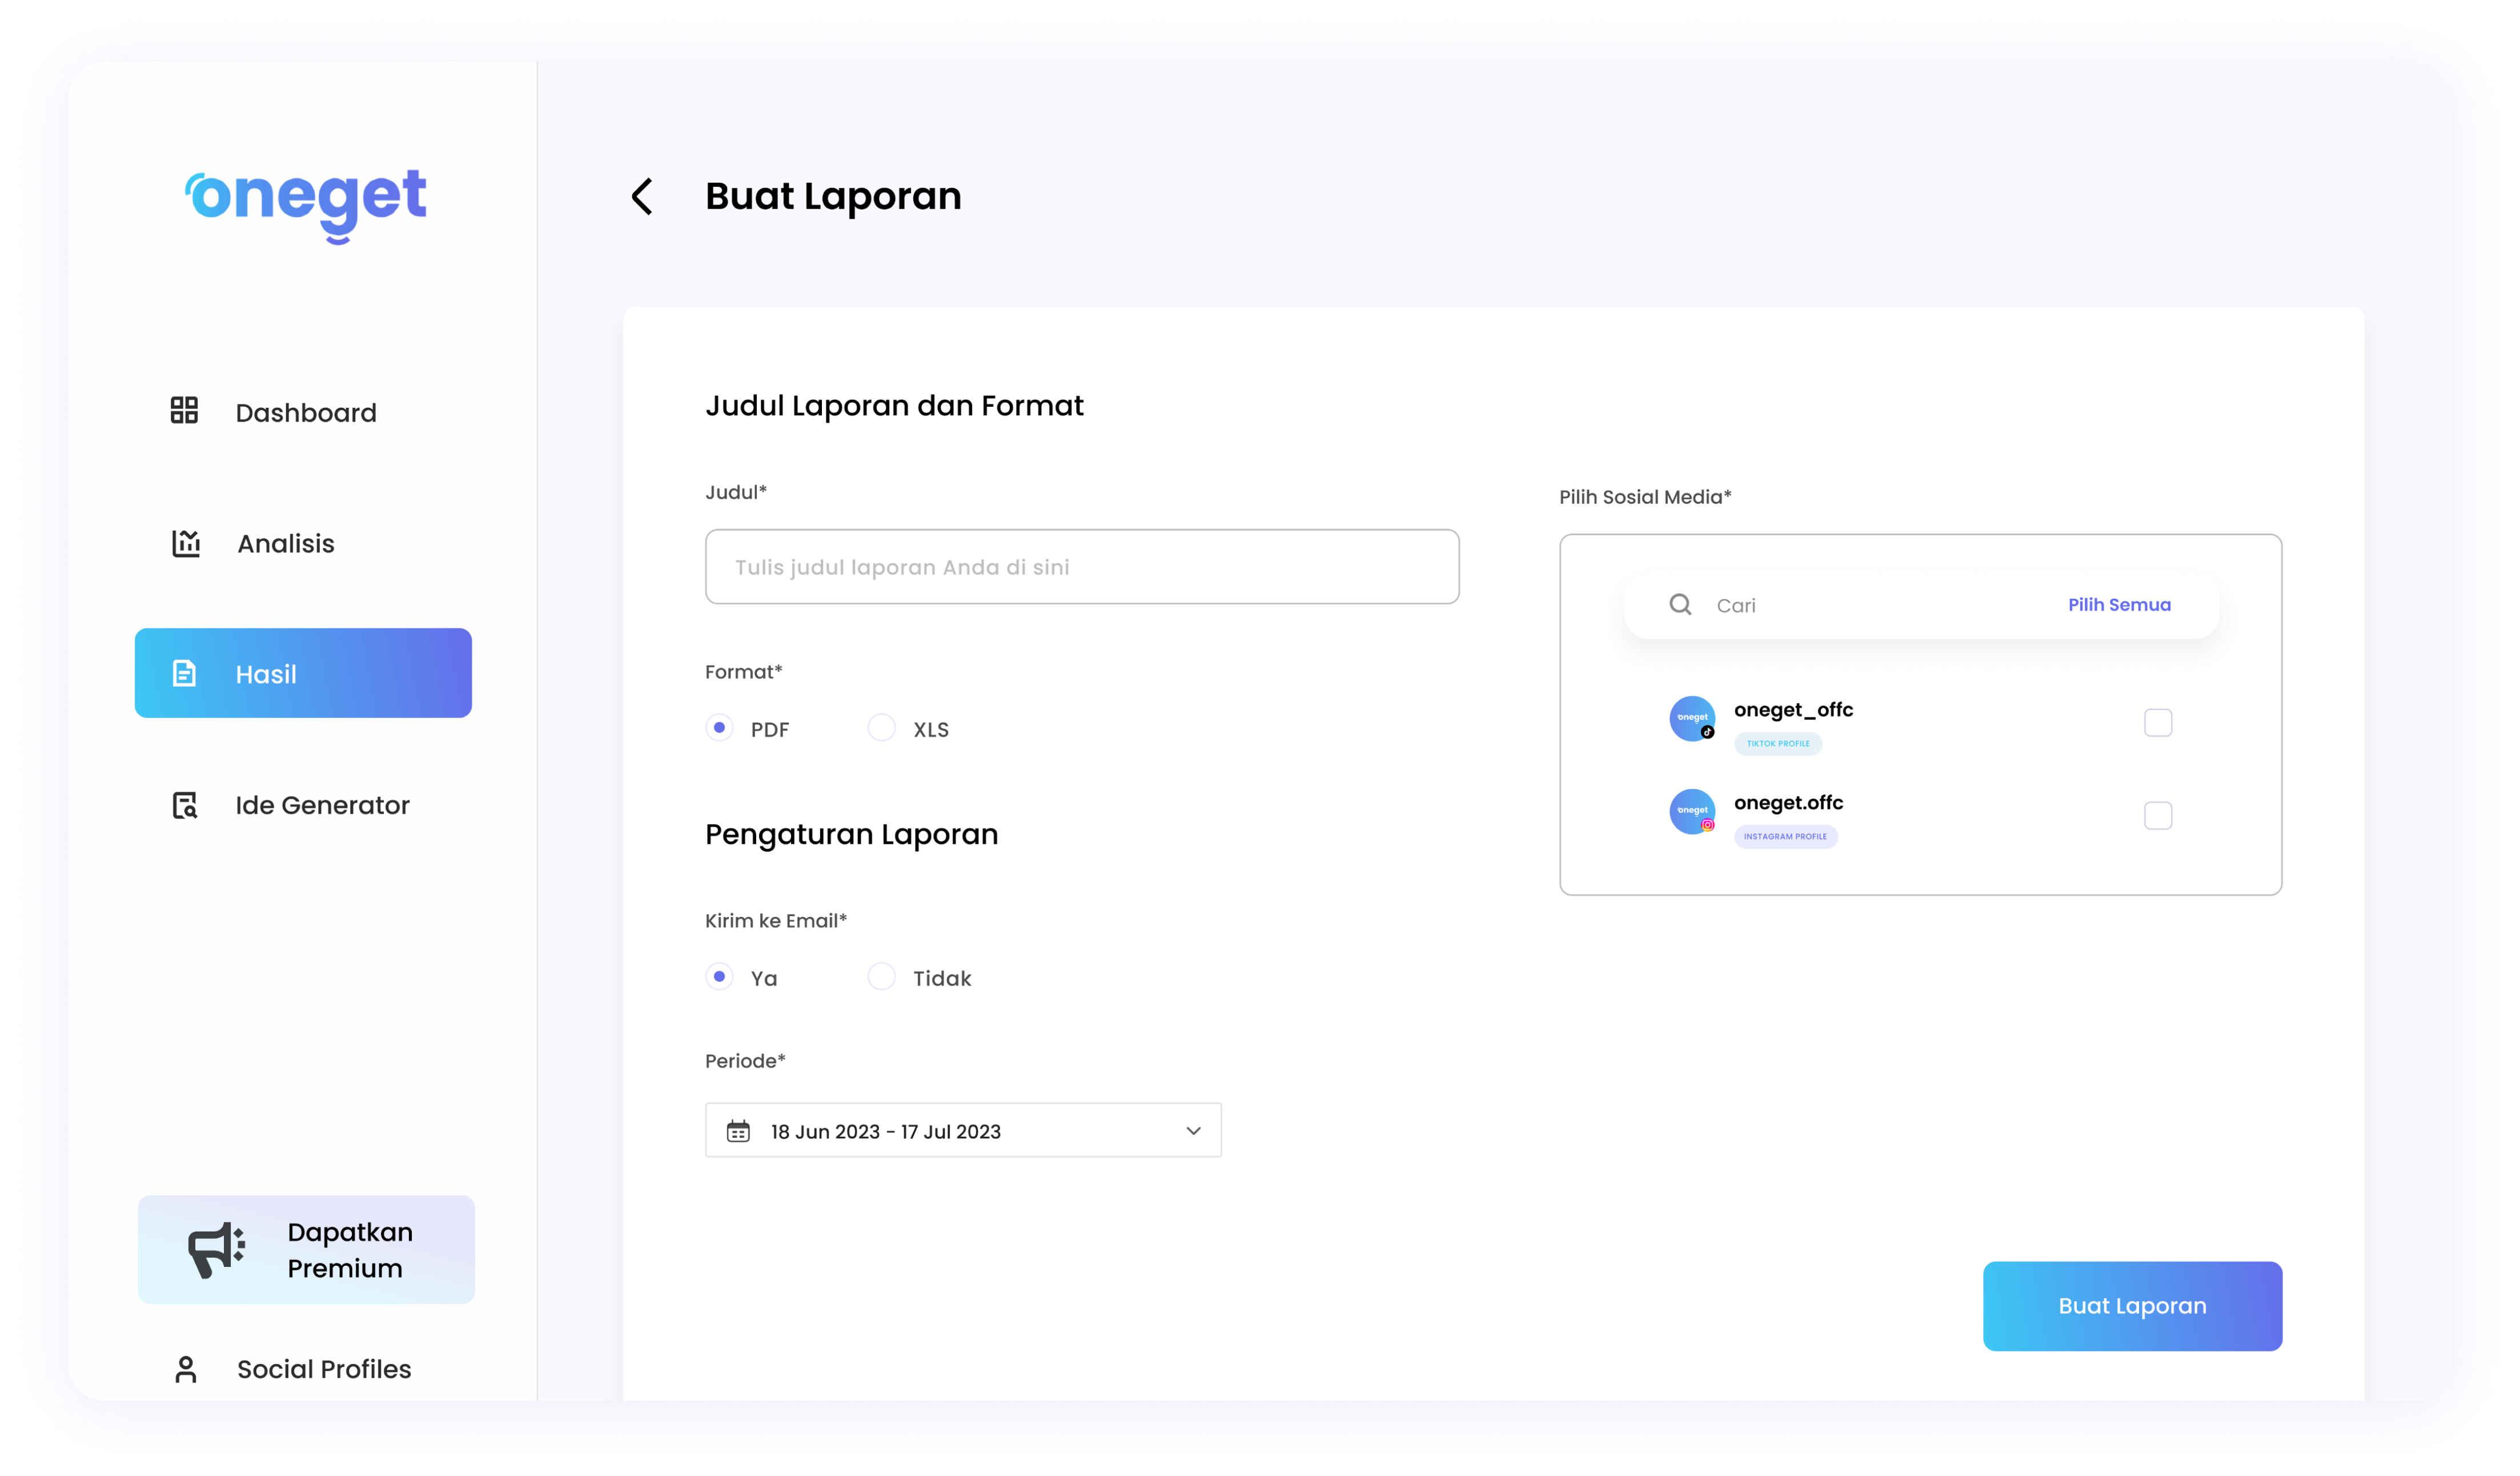 oneget
Dashboard
Analisis
Hasil
Ide Generator
Dapatkan
Premium
Social Profiles
Buat Laporan
Judul Laporan dan Format
Judul*
Tulis judul laporan Anda di sini
Format*
PDF
XLS
Pengaturan Laporan
Kirim ke Email*
Ya
Tidak
Periode*
18 Jun 2023 - 17 Jul 2023
Pilih Sosial Media*
Cari
Pilih Semua
oneget
oneget_offc
TIKTOK PROFILE
oneget
oneget.offc
INSTAGRAM PROFILE
Buat Laporan